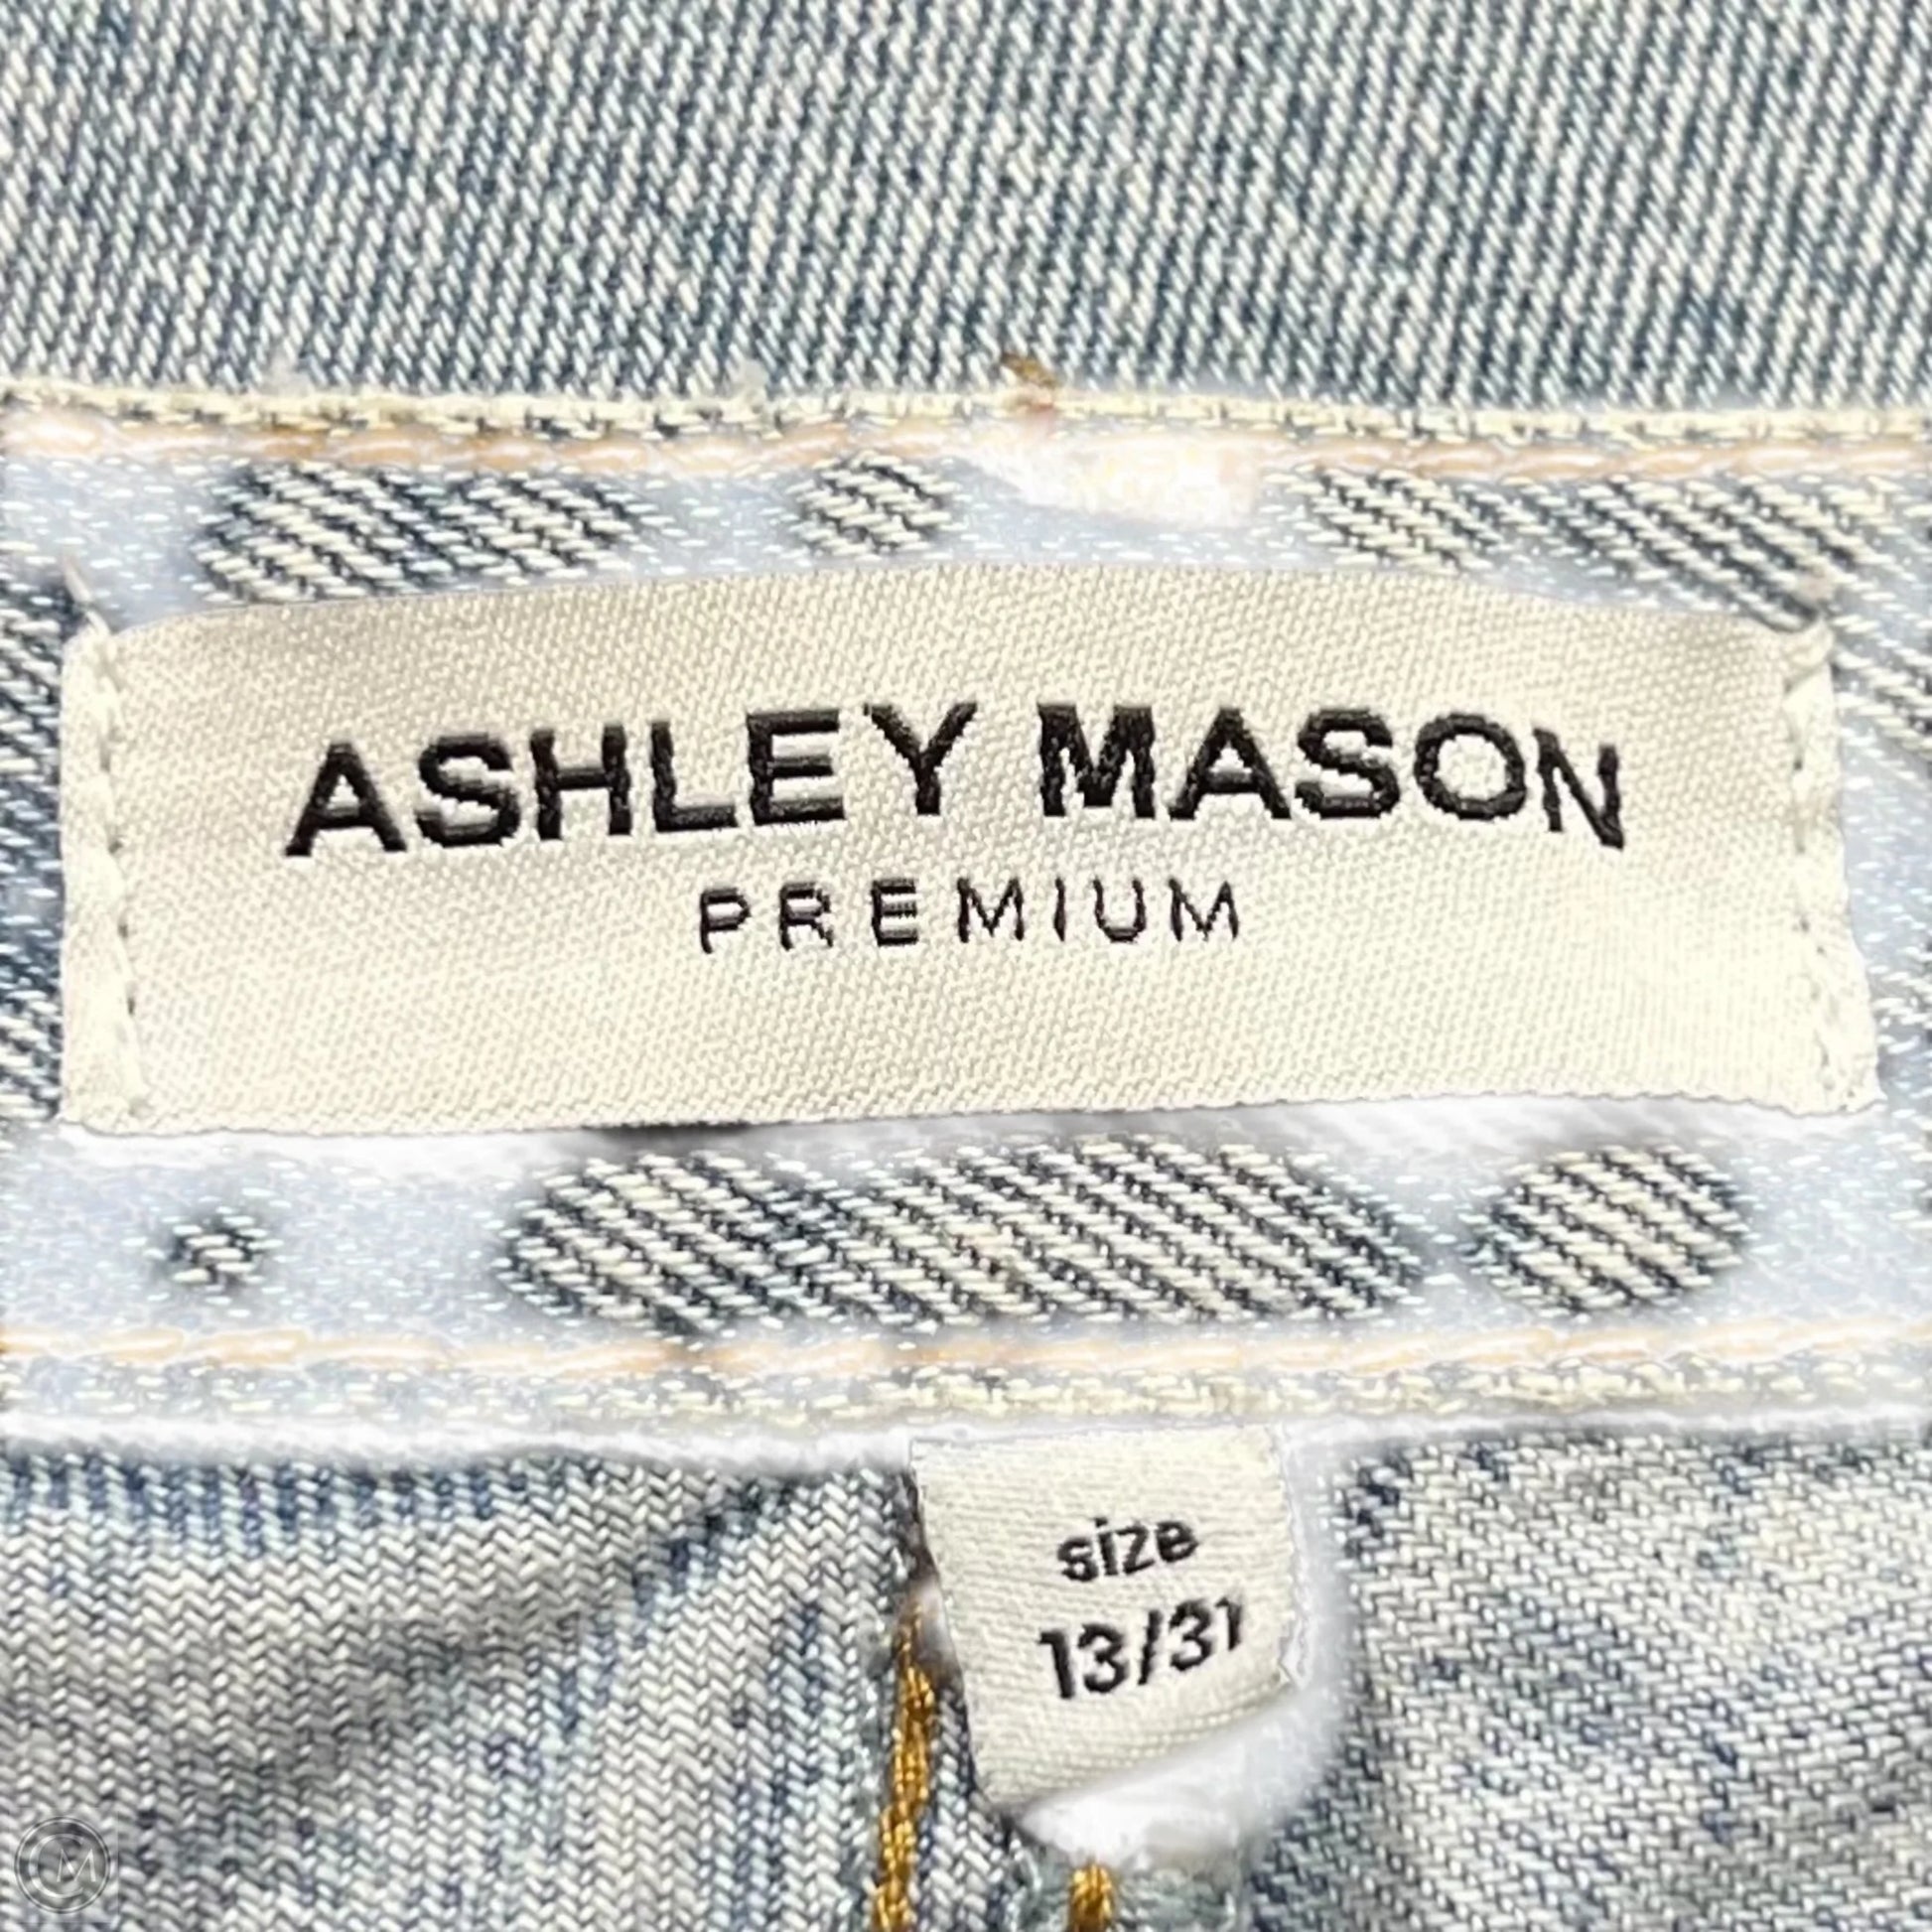 ASHLEY MASON
PREMIUM
size
13/31